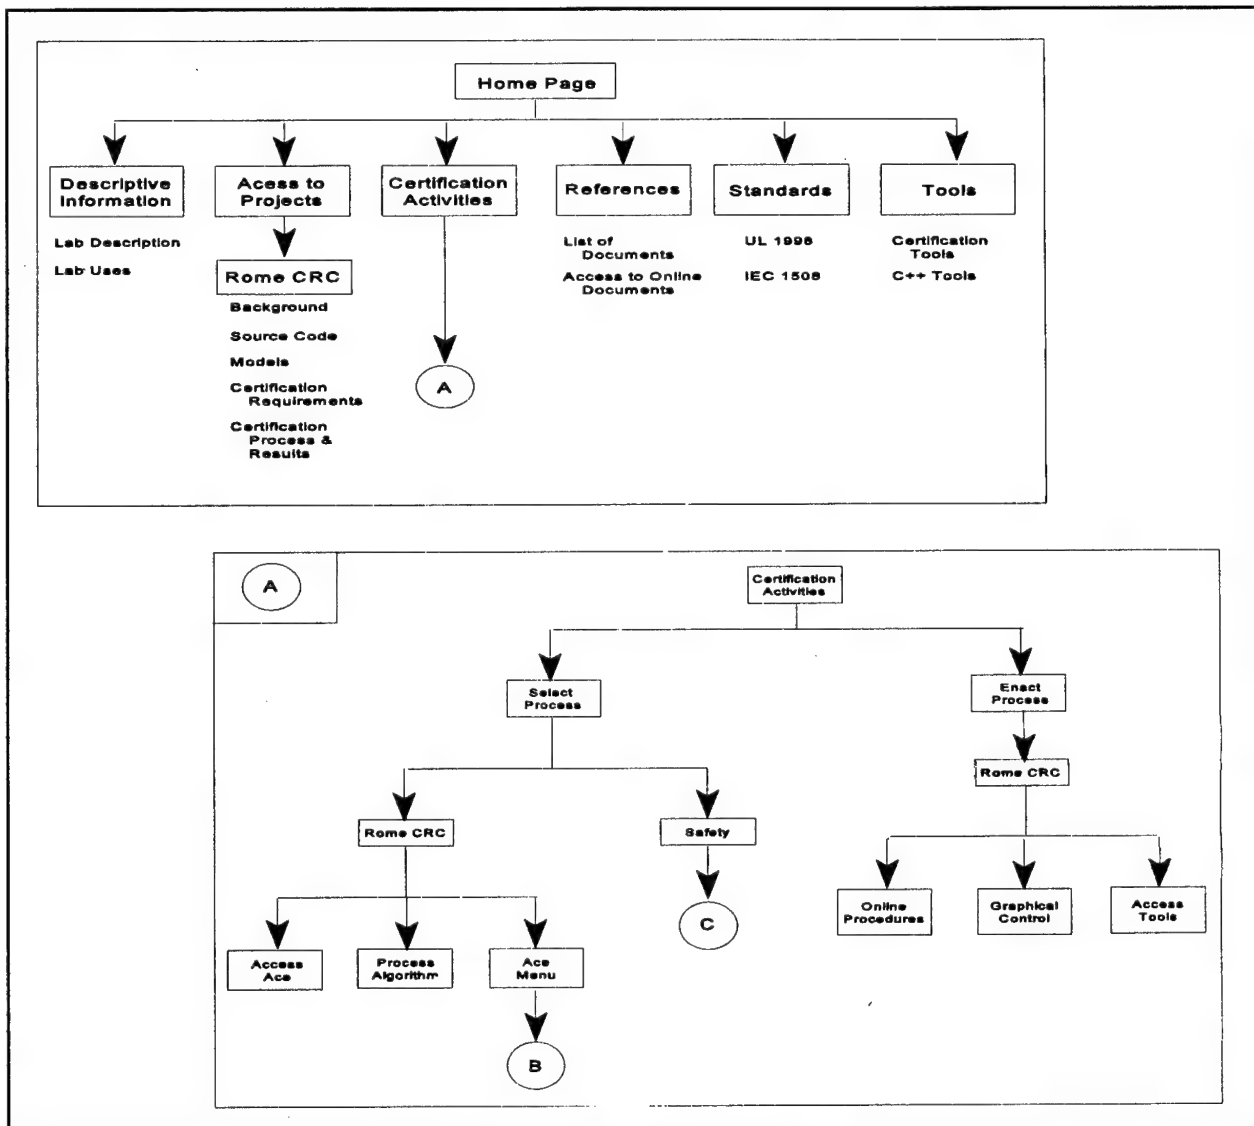 Home Page
Descriptive
Information
Acess to
Projects
Certification
Activities
References
Standards
Tools
Lab Description
Lab Uses
Rome CRC
Background
Source Code
Models
Certification
Requirements
Certification
Process &
Results
A
List of
Documents
Access to Online
Documents
UL 1998
IEC 1508
Certification
Tools
C++ Tools
A
Certification
Activities
Select
Process
Enact
Process
Rome CRC
Safety
Rome CRC
C
Access
Ace
Process
Algorithm
Ace
Menu
B
Online
Procedures
Graphical
Control
Access
Tools